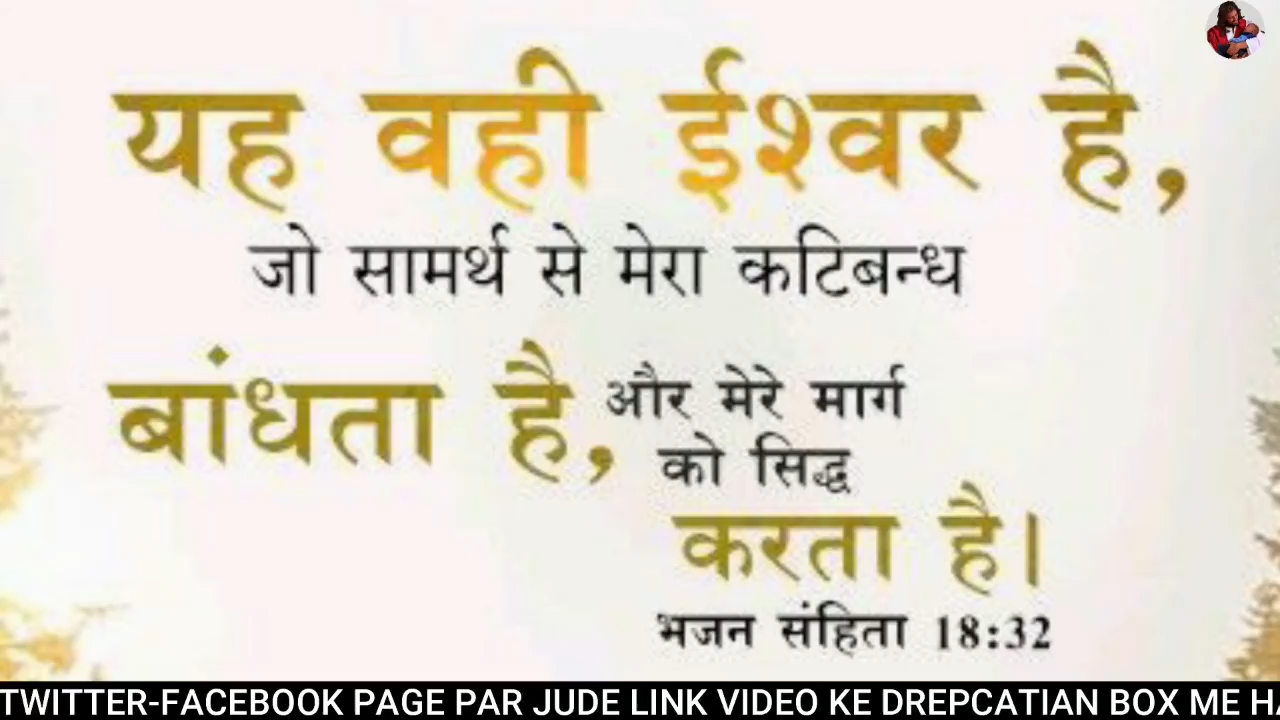 यह वही ईश्वर है,
जो सामर्थ से मेरा कटिबन्ध
बांधता है, और मेरे मार्ग
को सिद्ध
करता है।
भजन संहिता 18:32
TWITTER-FACEBOOK PAGE PAR JUDE LINK VIDEO KE DREPCATIAN BOX ME